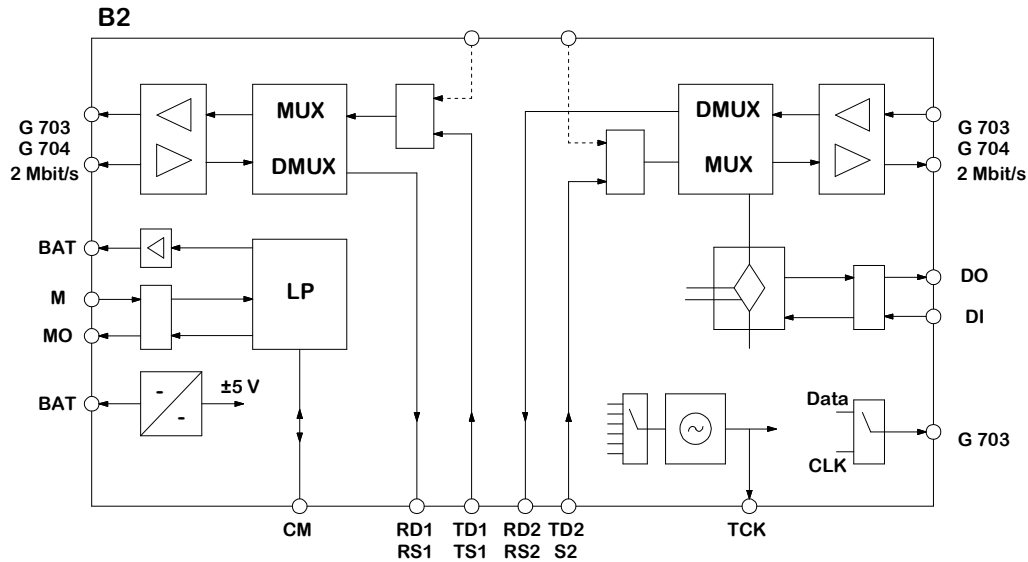 B2
MUX
DMUX
G 703
G 704
2 Mbit/s
DMUX
MUX
G 703
G 704
2 Mbit/s
BAT
LP
M
MO
DO
DI
BAT
- -
±5 V
~
Data
CLK
G 703
CM
RD1 TD1 RD2 TD2
RS1 TS1 RS2 S2
TCK